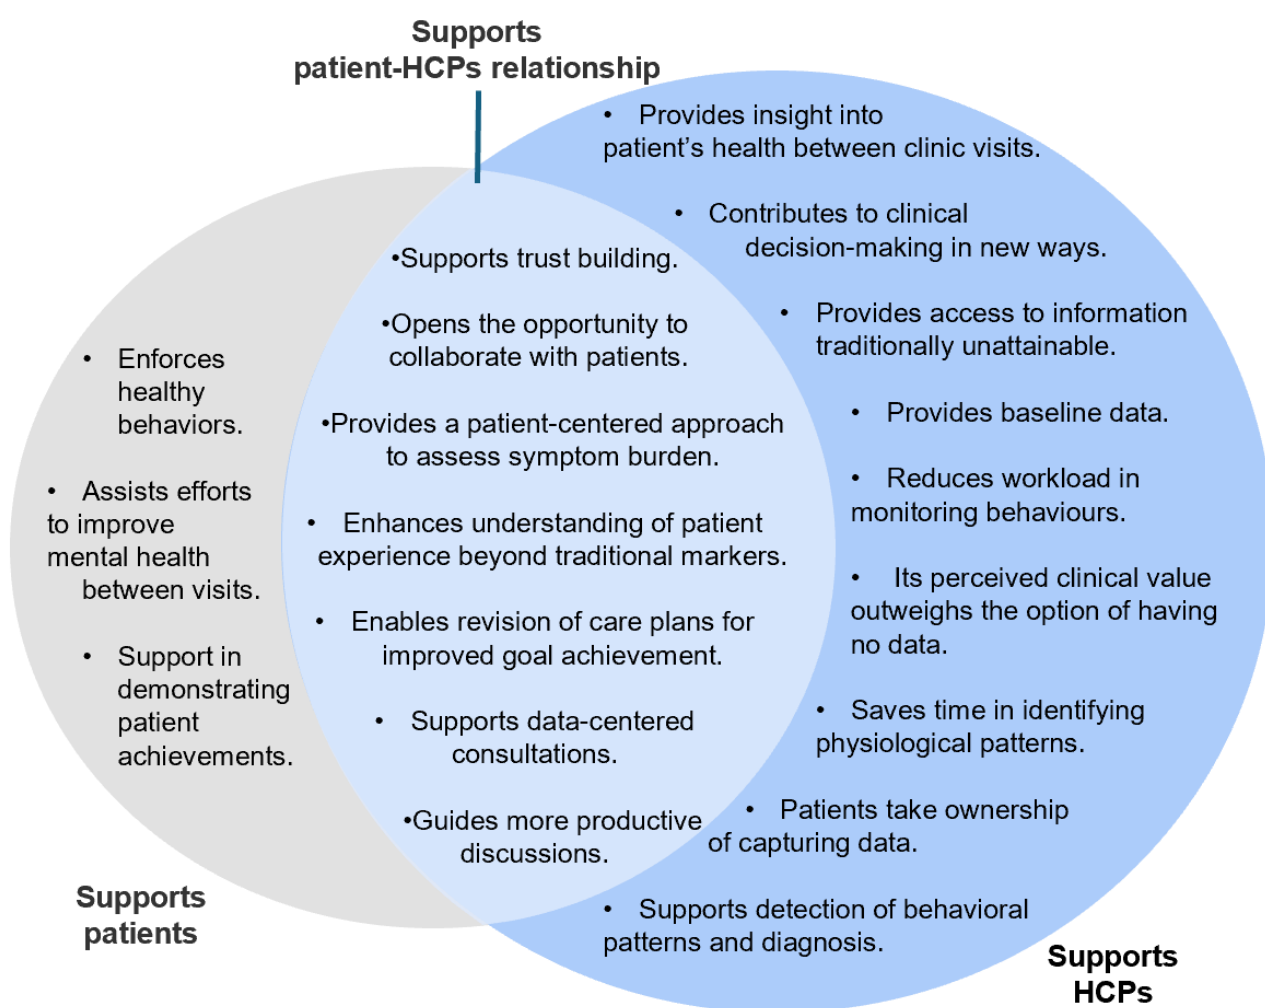 Supports
patient-HCPs relationship
• Provides insight into
patient’s health between clinic visits.
• Contributes to clinical
decision-making in new ways.
• Provides access to information
traditionally unattainable.
• Provides baseline data.
• Reduces workload in
monitoring behaviours.
• Its perceived clinical value
outweighs the option of having
no data.
• Saves time in identifying
physiological patterns.
• Patients take ownership
of capturing data.
• Supports detection of behavioral
patterns and diagnosis.
Supports
HCPs
•Supports trust building.
•Opens the opportunity to
collaborate with patients.
•Provides a patient-centered approach
to assess symptom burden.
• Enhances understanding of patient
experience beyond traditional markers.
• Enables revision of care plans for
improved goal achievement.
• Supports data-centered
consultations.
•Guides more productive
discussions.
• Enforces
healthy
behaviors.
• Assists efforts
to improve
mental health
between visits.
• Support in
demonstrating
patient
achievements.
Supports
patients